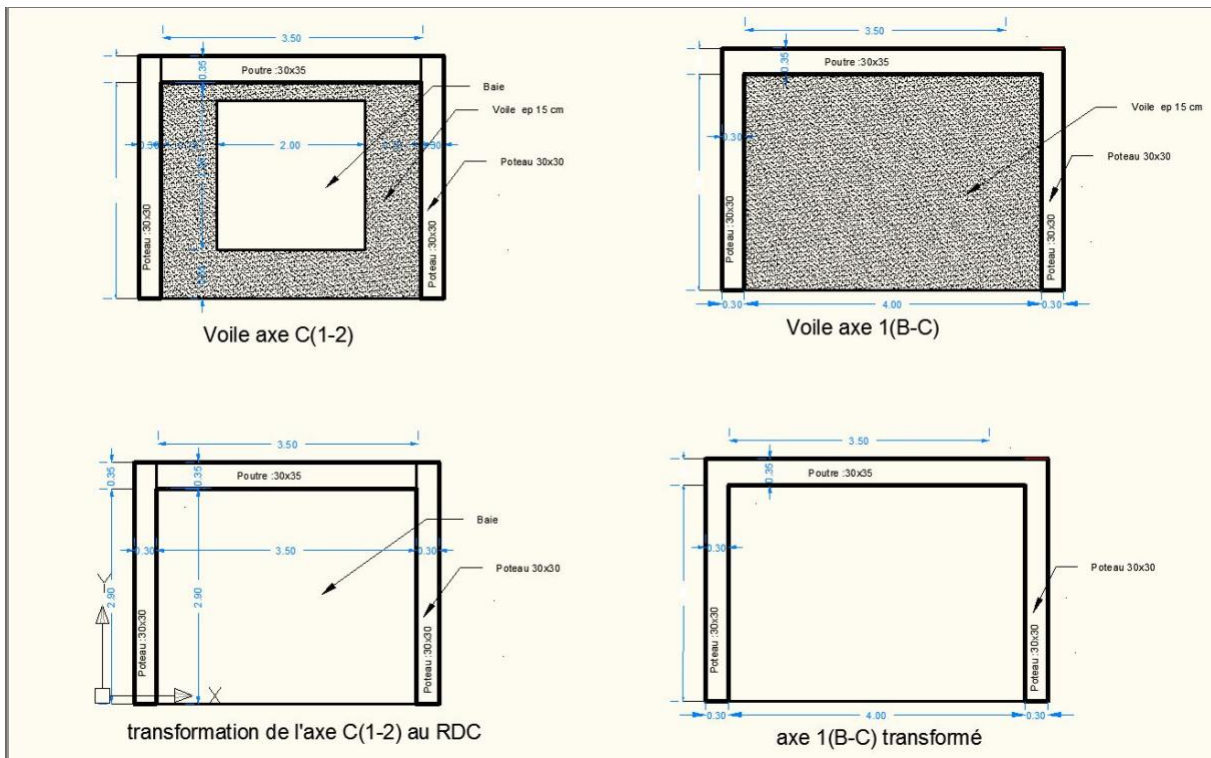 3.50
0.35
Poutre :30x35
Baie
Voile ep 15 cm
0.30
2.00
Poteau 30x30
Poteau :30x30
Poteau :30x30
Voile axe C(1-2)
3.50
0.35
Poutre :30x35
Voile ep 15 cm
0.30
Poteau 30x30
Poteau :30x30
Poteau :30x30
0.30
4.00
0.30
Voile axe 1(B-C)
3.50
0.35
0.35
Poutre :30x35
Baie
0.30
3.50
0.30
Poteau 30x30
Y
2.90
2.90
Poteau :30x30
Poteau :30x30
X
transformation de l'axe C(1-2) au RDC
3.50
0.35
Poutre :30x35
0.30
Poteau 30x30
Poteau :30x30
Poteau :30x30
0.30
4.00
0.30
axe 1(B-C) transformé